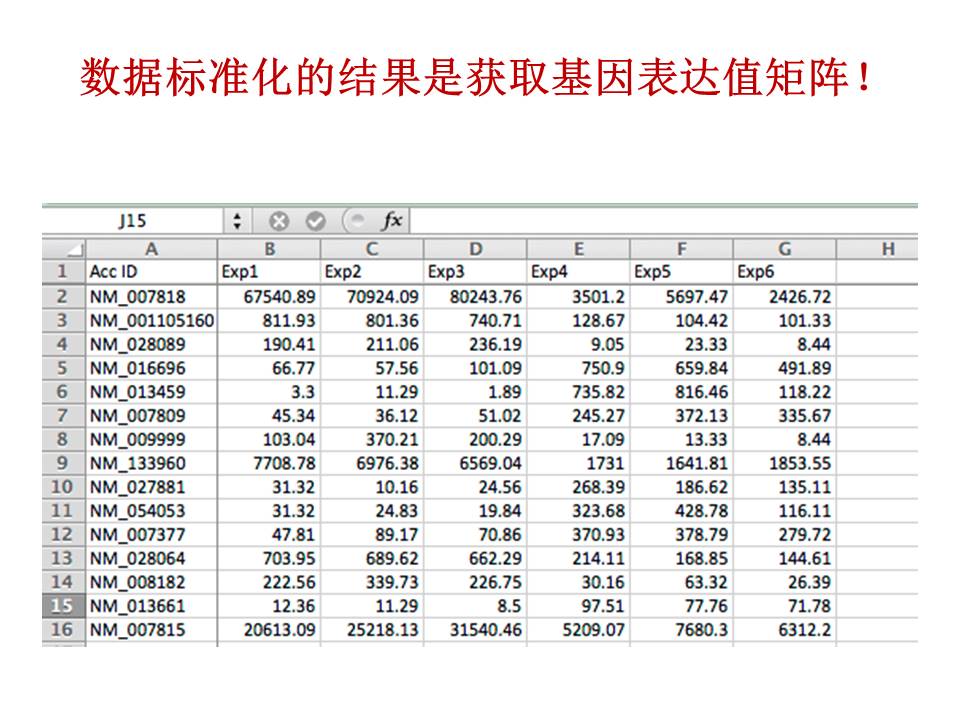 数据标准化的结果是获取基因表达值矩阵！
J15 fx
A B C D E F G H
1 Acc ID Exp1 Exp2 Exp3 Exp4 Exp5 Exp6
2 NM_007818 67540.89 70924.09 80243.76 3501.2 5697.47 2426.72
3 NM_001105160 811.93 801.36 740.71 128.67 104.42 101.33
4 NM_028089 190.41 211.06 236.19 9.05 23.33 8.44
5 NM_016696 66.77 57.56 101.09 750.9 659.84 491.89
6 NM_013459 3.3 11.29 1.89 735.82 816.46 118.22
7 NM_007809 45.34 36.12 51.02 245.27 372.13 335.67
8 NM_009999 103.04 370.21 200.29 17.09 13.33 8.44
9 NM_133960 7708.78 6976.38 6569.04 1731 1641.81 1853.55
10 NM_027881 31.32 10.16 24.56 268.39 186.62 135.11
11 NM_054053 31.32 24.83 19.84 323.68 428.78 116.11
12 NM_007377 47.81 89.17 70.86 370.93 378.79 279.72
13 NM_028064 703.95 689.62 662.29 214.11 168.85 144.61
14 NM_008182 222.56 339.73 226.75 30.16 63.32 26.39
15 NM_013661 12.36 11.29 8.5 97.51 77.76 71.78
16 NM_007815 20613.09 25218.13 31540.46 5209.07 7680.3 6312.2